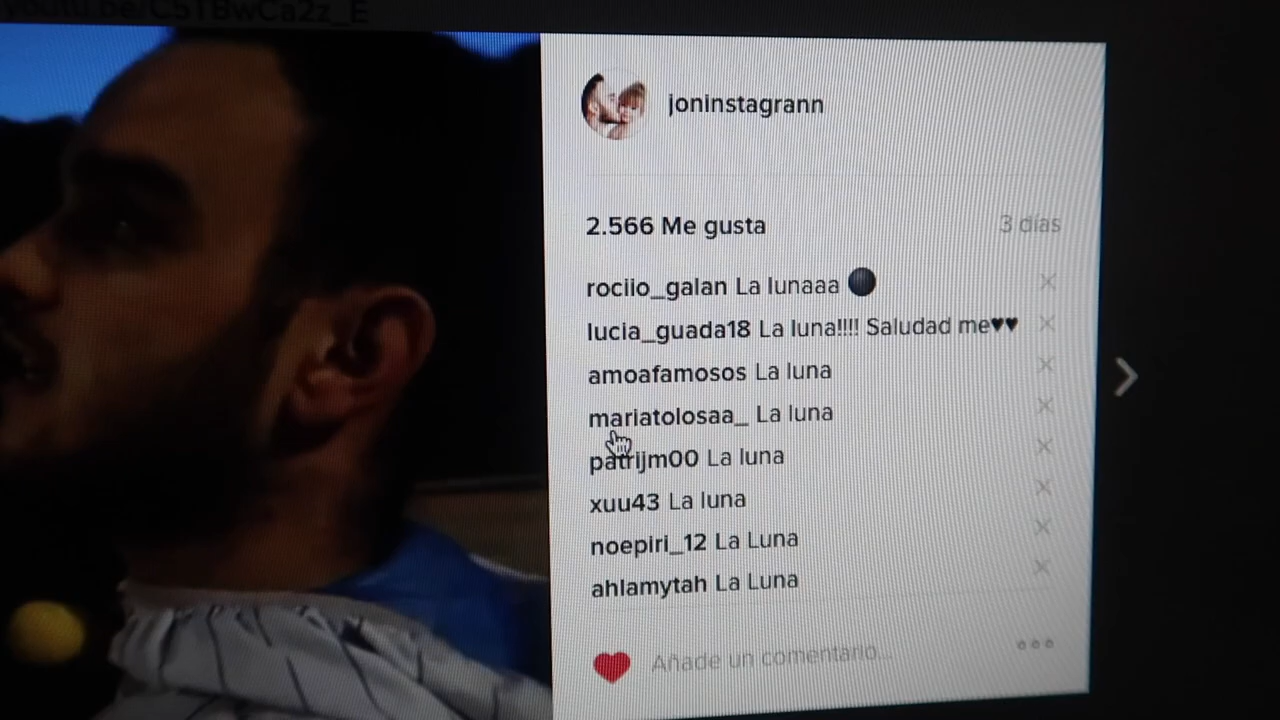 joninstagrann
2.566 Me gusta 3 días
rociio_galan La lunaaa
lucia_guada18 La luna!!!! Saludad me♥♥
amoafamosos La luna
mariatolosaa_ La luna
patrijm00 La luna
xuu43 La luna
noepiri_12 La Luna
ahlamytah La Luna
Añade un comentario...